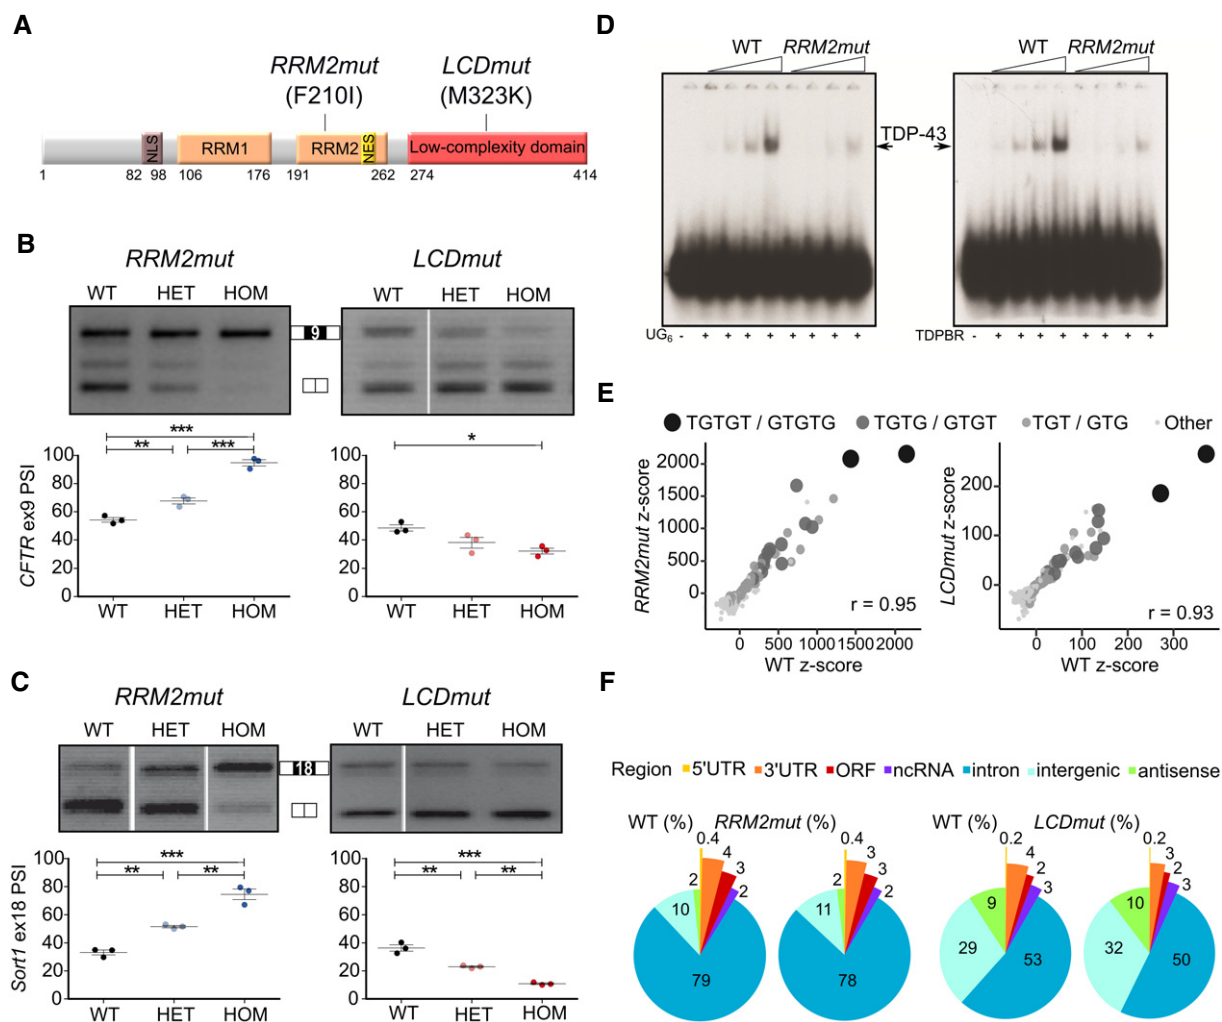 A
RRM2mut
(F210I)
LCDmut
(M323K)
NLS
RRM1
RRM2
NES
Low-complexity domain
1 82 98 106 176 191 262 274 414
B
RRM2mut
LCDmut
WT HET HOM
WT HET HOM
9
*** ** ***
*
CFTR ex9 PSI
100
80
60
40
20
0
WT HET HOM
100
80
60
40
20
0
WT HET HOM
C
RRM2mut
LCDmut
WT HET HOM
WT HET HOM
18
*** ** **
*** ** **
Sort1 ex18 PSI
100
80
60
40
20
0
WT HET HOM
100
80
60
40
20
0
WT HET HOM
D
WT RRM2mut
WT RRM2mut
TDP-43
UG6 - + + + + + + + +
TDPBR - + + + + + + + +
E
TGTGT / GTGTG TGTG / GTGT TGT / GTG Other
RRM2mut z-score
2000
1500
1000
500
0
r = 0.95
0 500 1000 1500 2000
WT z-score
LCDmut z-score
200
100
0
r = 0.93
0 100 200 300
WT z-score
F
Region 5'UTR 3'UTR ORF ncRNA intron intergenic antisense
WT (%) RRM2mut (%) WT (%) LCDmut (%)
0.4 4 3 2 2 10 79
0.4 3 3 2 2 11 78
0.2 3 2 3 9 29 53
0.2 3 2 3 10 32 50